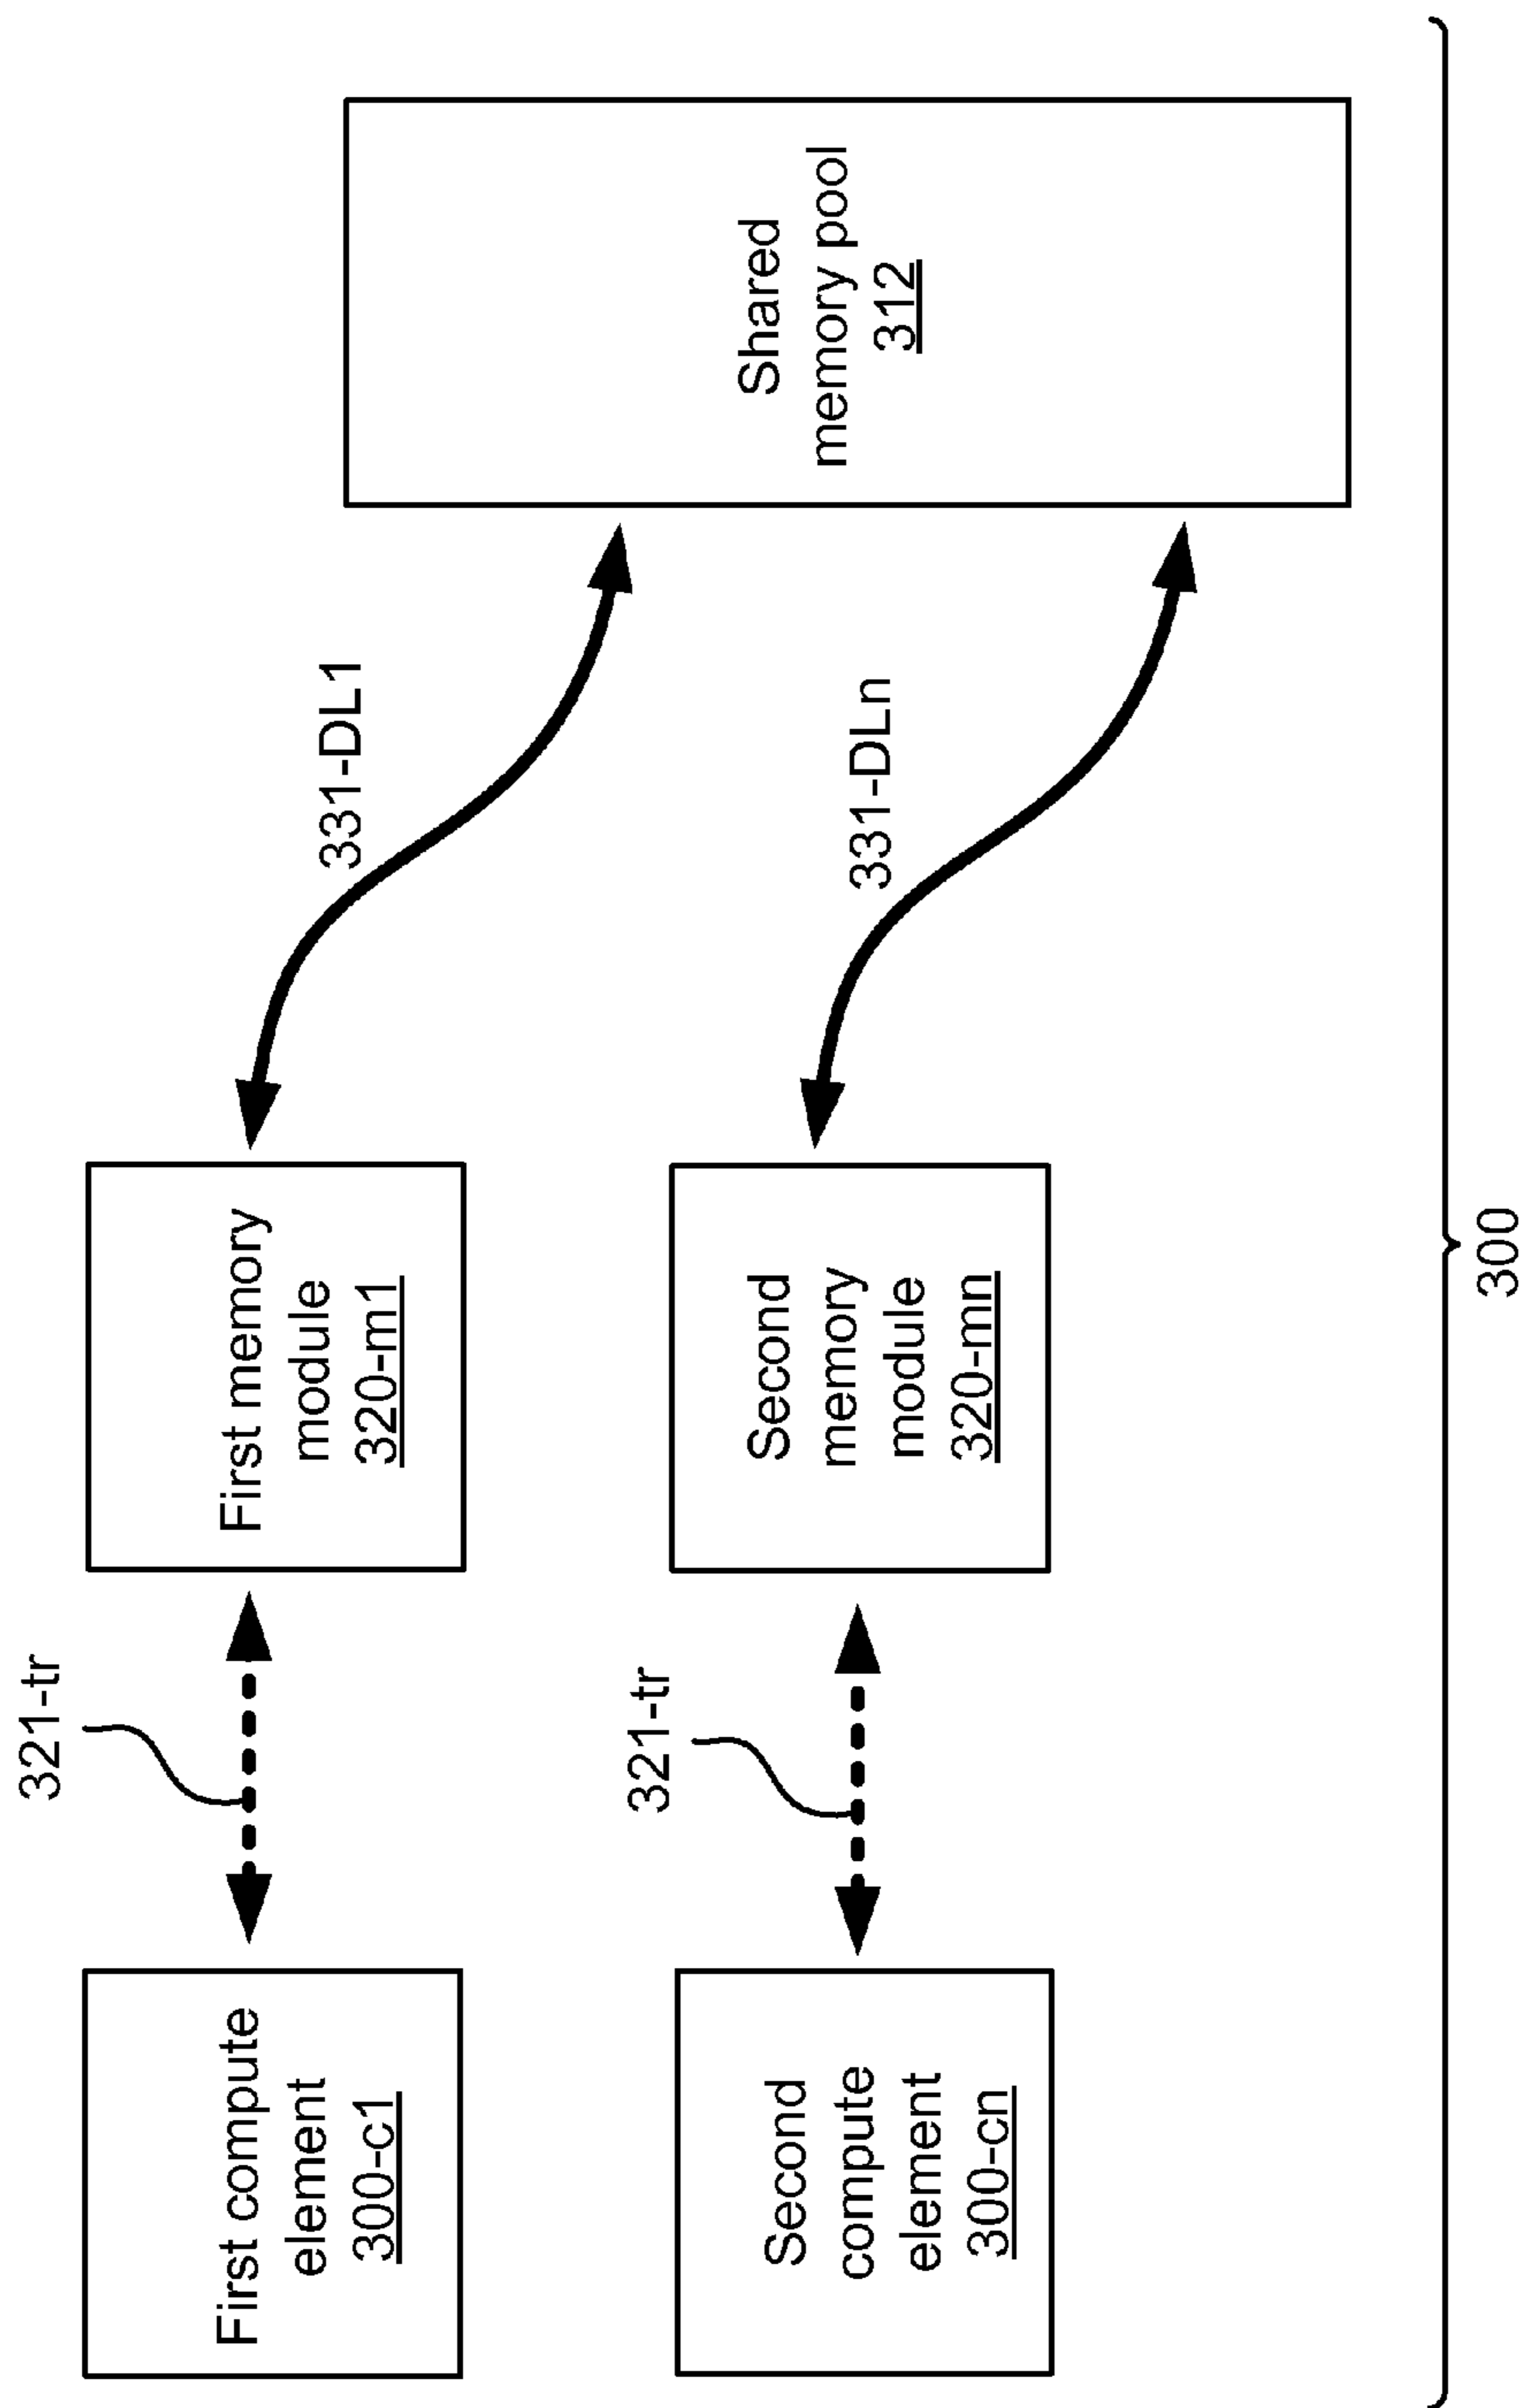 321-tr
First compute
element
300-c1
First memory
module
320-m1
331-DL1
Shared
memory pool
312
321-tr
Second
compute
element
300-cn
Second
memory
module
320-mn
331-DLn
300